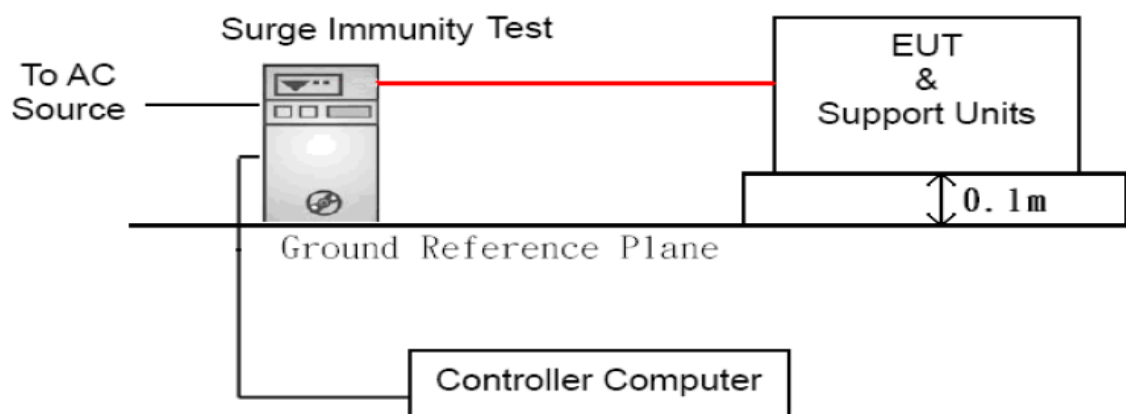 Surge Immunity Test
To AC
Source
EUT
&
Support Units
0.1m
Ground Reference Plane
Controller Computer